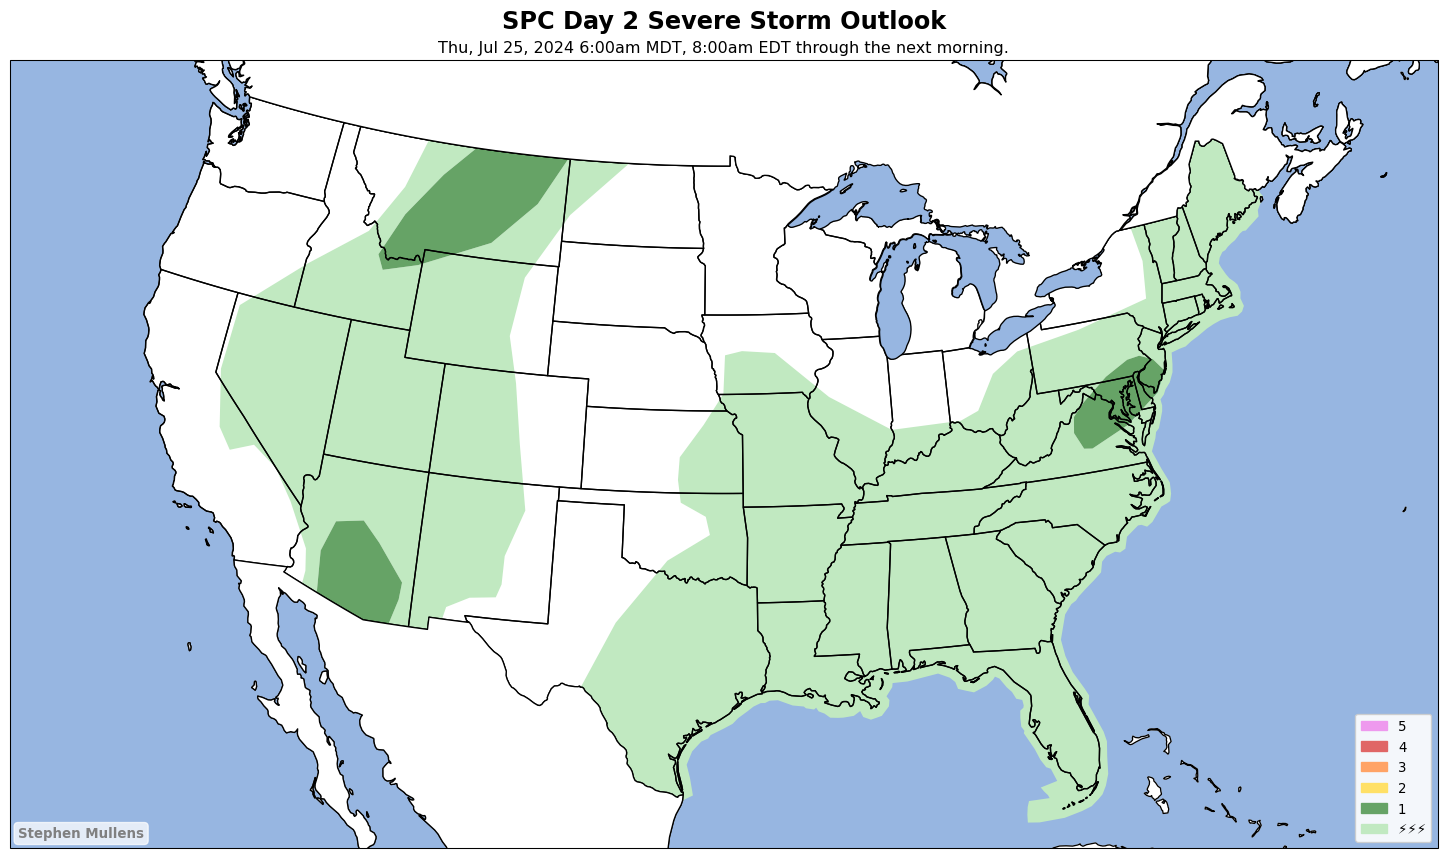 SPC Day 2 Severe Storm Outlook
Thu, Jul 25, 2024 6:00am MDT, 8:00am EDT through the next morning.
5
4
3
2
1
⚡⚡⚡
Stephen Mullens